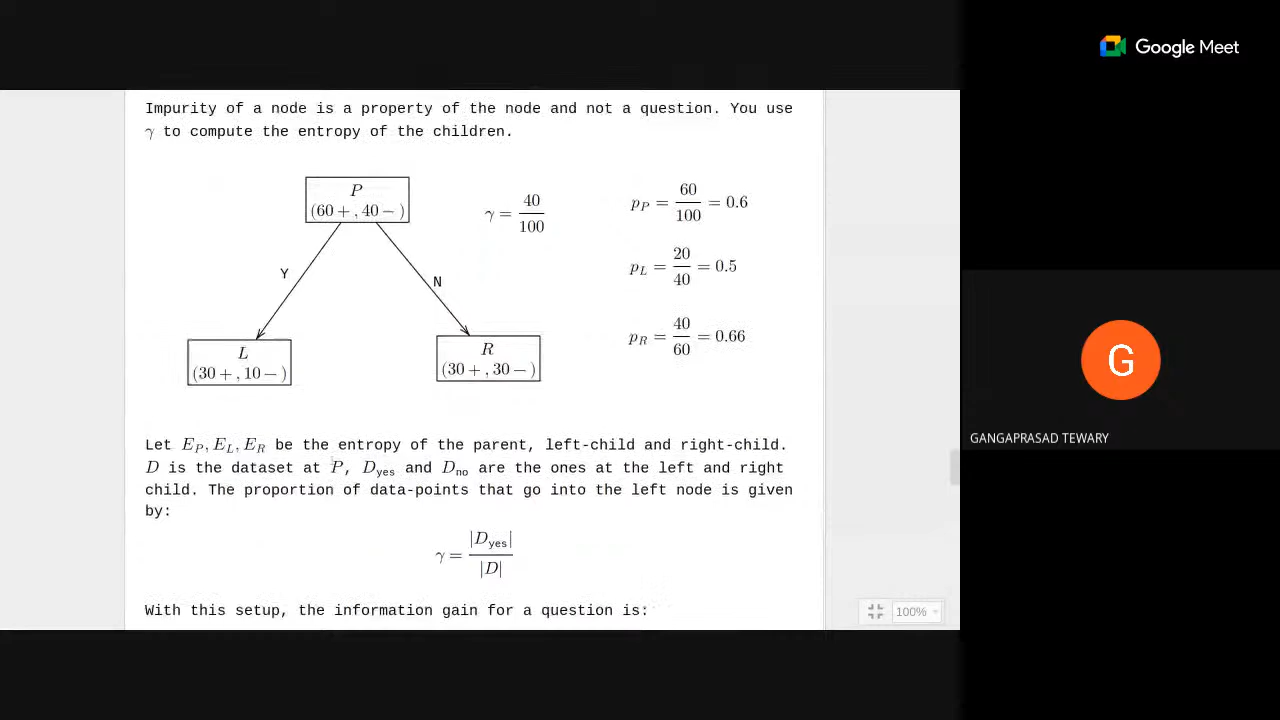 Google Meet
Impurity of a node is a property of the node and not a question. You use
γ to compute the entropy of the children.
P
(60+, 40−)
γ = 40/100
p_P = 60/100 = 0.6
p_L = 20/40 = 0.5
Y
N
p_R = 40/60 = 0.66
L
(30+, 10−)
R
(30+, 30−)
G
GANGAPRASAD TEWARY
Let E_P, E_L, E_R be the entropy of the parent, left-child and right-child.
D is the dataset at P, D_yes and D_no are the ones at the left and right
child. The proportion of data-points that go into the left node is given
by:
γ = |D_yes|/|D|
With this setup, the information gain for a question is:
100%